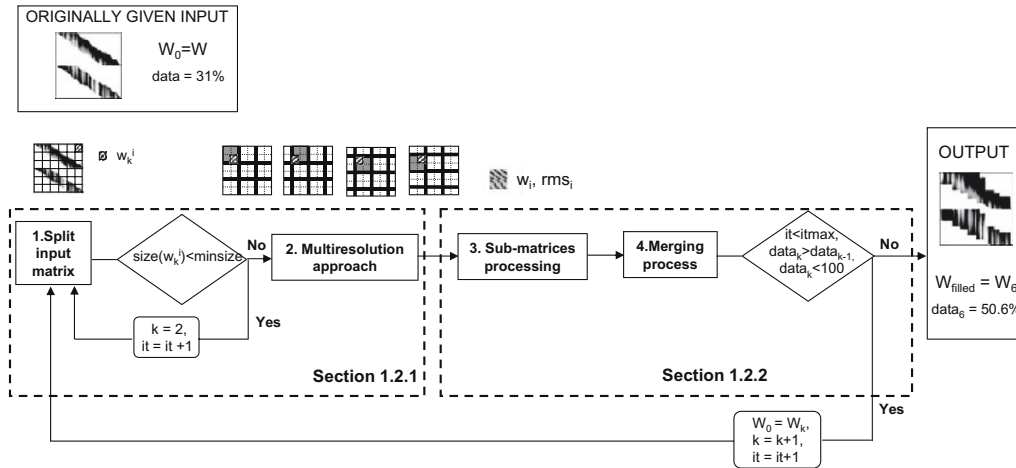 ORIGINALLY GIVEN INPUT
W₀=W
data = 31%
wₖⁱ
wᵢ, rmsᵢ
OUTPUT
W_filled = W₆
data₆ = 50.6%
1.Split
input
matrix
size(wₖⁱ)<minsize
No
Yes
k = 2,
it = it +1
2. Multiresolution
approach
Section 1.2.1
3. Sub-matrices
processing
4.Merging
process
it<itmax,
dataₖ>dataₖ₋₁,
dataₖ<100
No
Section 1.2.2
Yes
W₀ = Wₖ,
k = k+1,
it = it+1